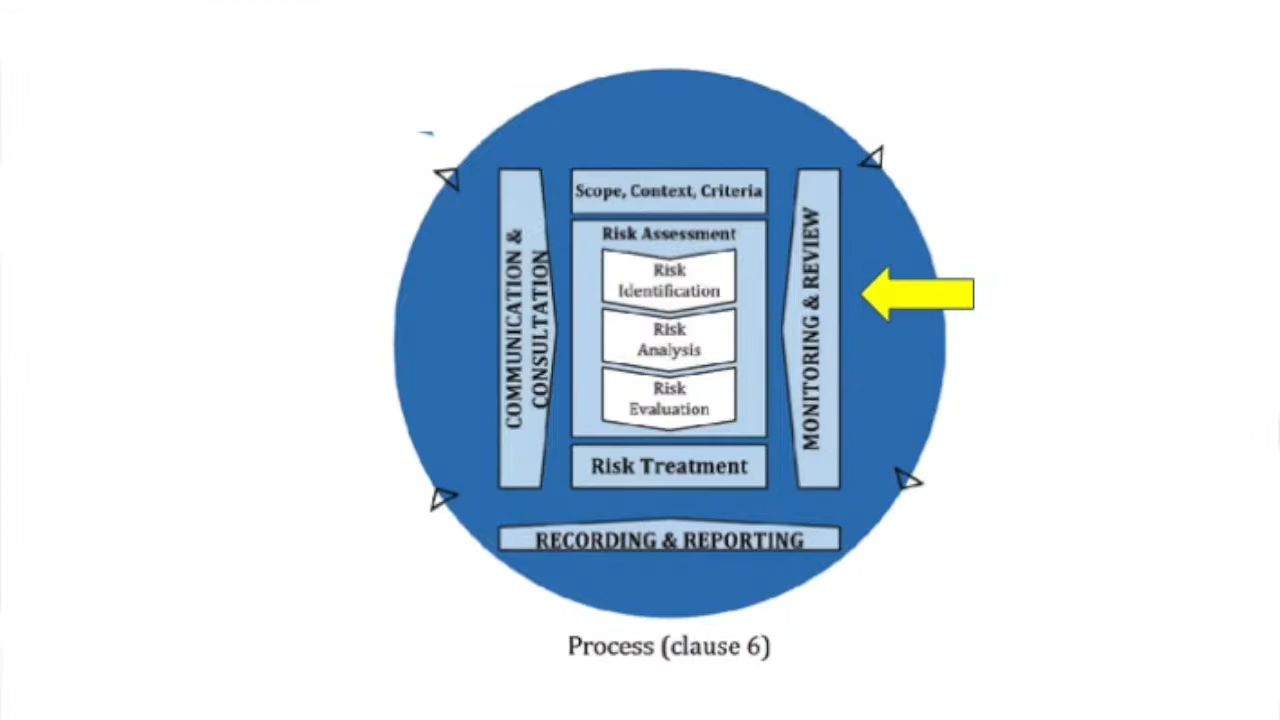 Scope, Context, Criteria
Risk Assessment
Risk
Identification
Risk
Analysis
Risk
Evaluation
Risk Treatment
COMMUNICATION &
CONSULTATION
MONITORING & REVIEW
RECORDING & REPORTING
Process (clause 6)